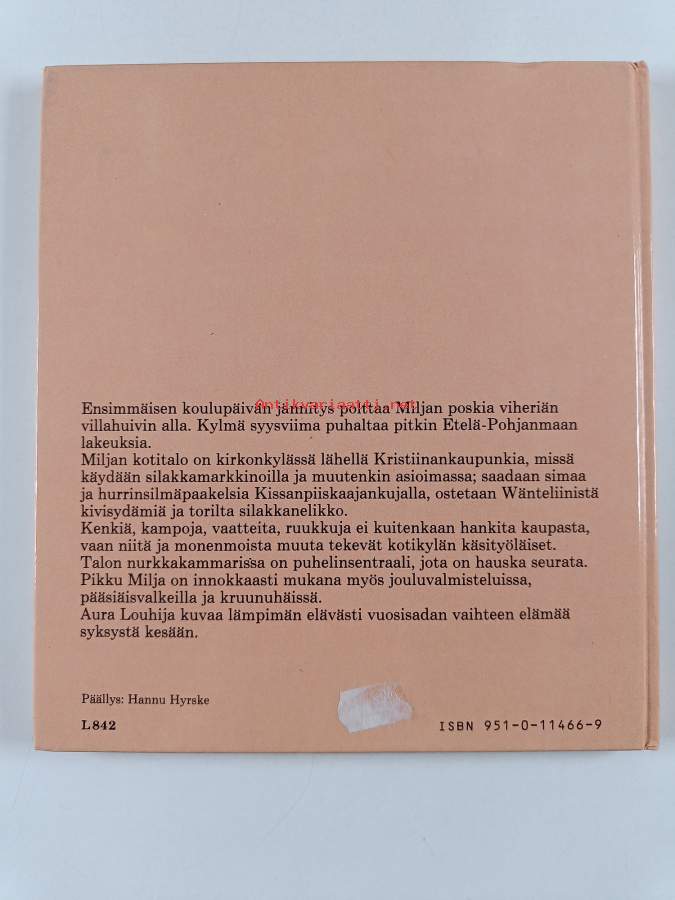 Ensimmäisen koulupäivän jännitys polttaa Miljan poskia viheriän
Antikvariaatti.net
villahuivin alla. Kylmä syysviima puhaltaa pitkin Etelä-Pohjanmaan
lakeuksia.
Miljan kotitalo on kirkonkylässä lähellä Kristiinankaupunkia, missä
käydään silakkamarkkinoilla ja muutenkin asioimassa; saadaan simaa
ja hurrinsilmäpaakelsia Kissanpiiskaajankujalla, ostetaan Wänteliinistä
kivisydämiä ja torilta silakkanelikko.
Kenkiä, kampoja, vaatteita, ruukkuja ei kuitenkaan hankita kaupasta,
vaan niitä ja monenmoista muuta tekevät kotikylän käsityöläiset.
Talon nurkkakammarissa on puhelinsentraali, jota on hauska seurata.
Pikku Milja on innokkaasti mukana myös jouluvalmisteluissa,
pääsiäisvalkeilla ja kruunuhäissä.
Aura Louhija kuvaa lämpimän elävästi vuosisadan vaihteen elämää
syksystä kesään.
Päällys: Hannu Hyrske
L 842
ISBN 951-0-11466-9